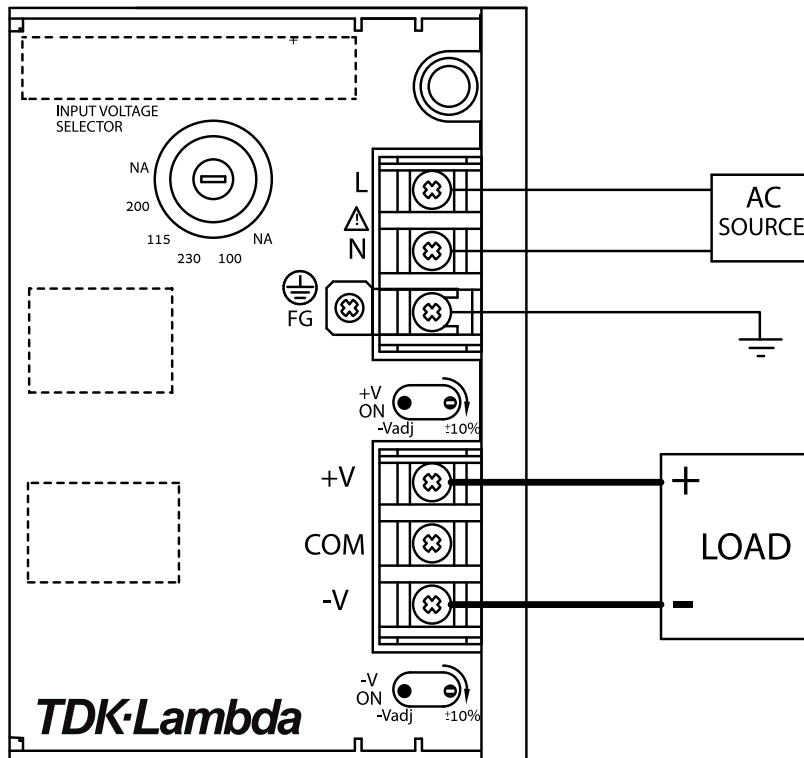 +
INPUT VOLTAGE
SELECTOR
NA
200
115
230
100
NA
L
N
FG
AC
SOURCE
+V
ON
-Vadj
±10%
+V
COM
-V
+
LOAD
-
-V
ON
-Vadj
±10%
TDK·Lambda